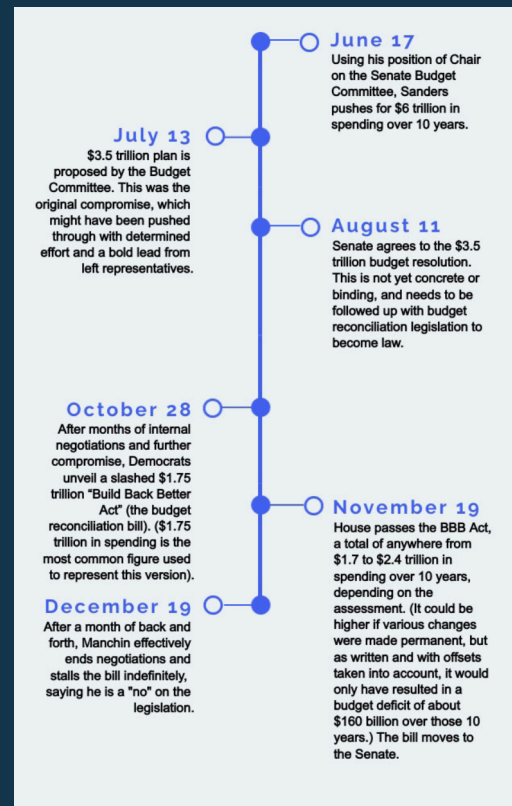 June 17
Using his position of Chair
on the Senate Budget
Committee, Sanders
pushes for $6 trillion in
spending over 10 years.
July 13
$3.5 trillion plan is
proposed by the Budget
Committee. This was the
original compromise, which
might have been pushed
through with determined
effort and a bold lead from
left representatives.
August 11
Senate agrees to the $3.5
trillion budget resolution.
This is not yet concrete or
binding, and needs to be
followed up with budget
reconciliation legislation to
become law.
October 28
After months of internal
negotiations and further
compromise, Democrats
unveil a slashed $1.75
trillion “Build Back Better
Act” (the budget
reconciliation bill). ($1.75
trillion in spending is the
most common figure used
to represent this version).
November 19
House passes the BBB Act,
a total of anywhere from
$1.7 to $2.4 trillion in
spending over 10 years,
depending on the
assessment. (It could be
higher if various changes
were made permanent, but
as written and with offsets
taken into account, it would
only have resulted in a
budget deficit of about
$160 billion over those 10
years.) The bill moves to
the Senate.
December 19
After a month of back and
forth, Manchin effectively
ends negotiations and
stalls the bill indefinitely,
saying he is a "no" on the
legislation.